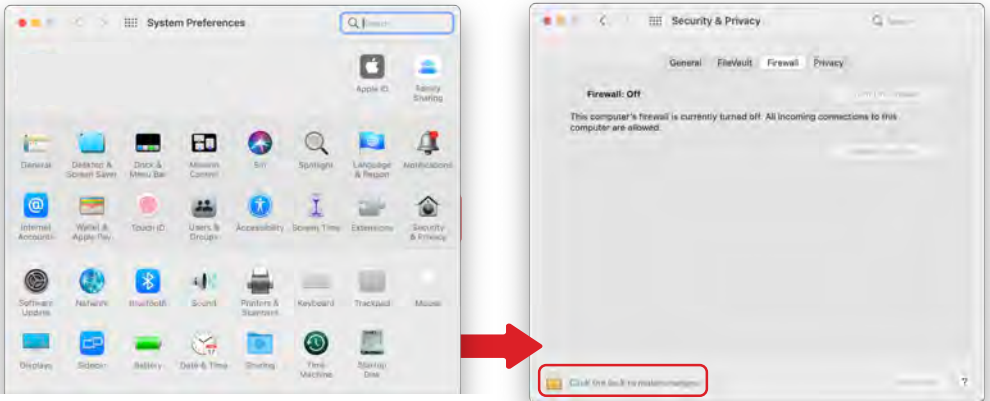 System Preferences
Search
Apple ID
Family
Sharing
General
Desktop &
Screen Saver
Dock &
Menu Bar
Mission
Control
Siri
Spotlight
Language
& Region
Notifications
Internet
Accounts
Wallet &
Apple Pay
Touch ID
Users &
Groups
Accessibility
Screen Time
Extensions
Security
& Privacy
Software
Update
Network
Bluetooth
Sound
Printers &
Scanners
Keyboard
Trackpad
Mouse
Displays
Sidecar
Battery
Date & Time
Sharing
Time
Machine
Startup
Disk
Security & Privacy
Search
General FileVault Firewall Privacy
Firewall: Off
This computer's firewall is currently turned off. All incoming connections to this
computer are allowed.
Click the lock to make changes.
?